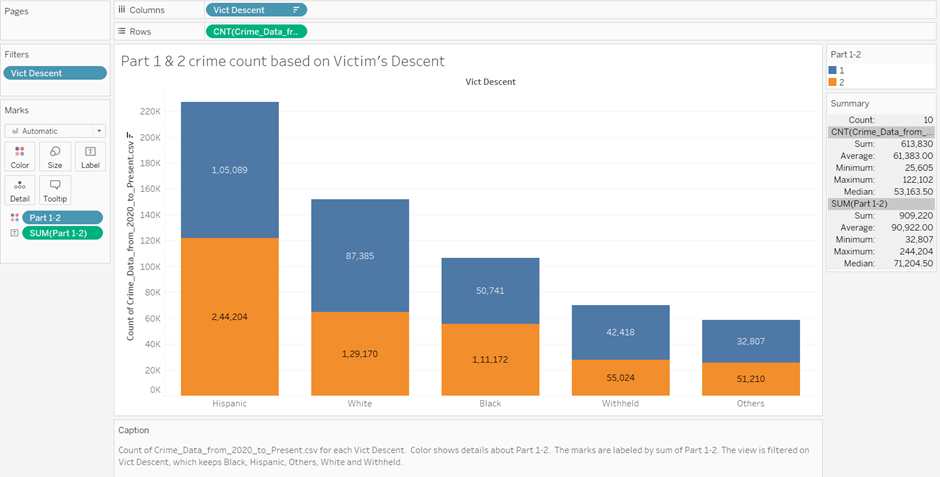 Pages
Columns
Vict Descent
Rows
CNT(Crime_Data_fr..
Filters
Vict Descent
Marks
Automatic
Color
Size
Label
Detail
Tooltip
Part 1-2
SUM(Part 1-2)
Part 1 & 2 crime count based on Victim's Descent
Vict Descent
Count of Crime_Data_from_2020_to_Present.csv
220K
200K
180K
160K
140K
120K
100K
80K
60K
40K
20K
0K
1,05,089
2,44,204
87,385
1,29,170
50,741
1,11,172
42,418
55,024
32,807
51,210
Hispanic
White
Black
Withheld
Others
Part 1-2
1
2
Summary
Count: 10
CNT(Crime_Data_from_...
Sum: 613,830
Average: 61,383.00
Minimum: 25,605
Maximum: 122,102
Median: 53,163.50
SUM(Part 1-2)
Sum: 909,220
Average: 90,922.00
Minimum: 32,807
Maximum: 244,204
Median: 71,204.50
Caption
Count of Crime_Data_from_2020_to_Present.csv for each Vict Descent. Color shows details about Part 1-2. The marks are labeled by sum of Part 1-2. The view is filtered on
Vict Descent, which keeps Black, Hispanic, Others, White and Withheld.